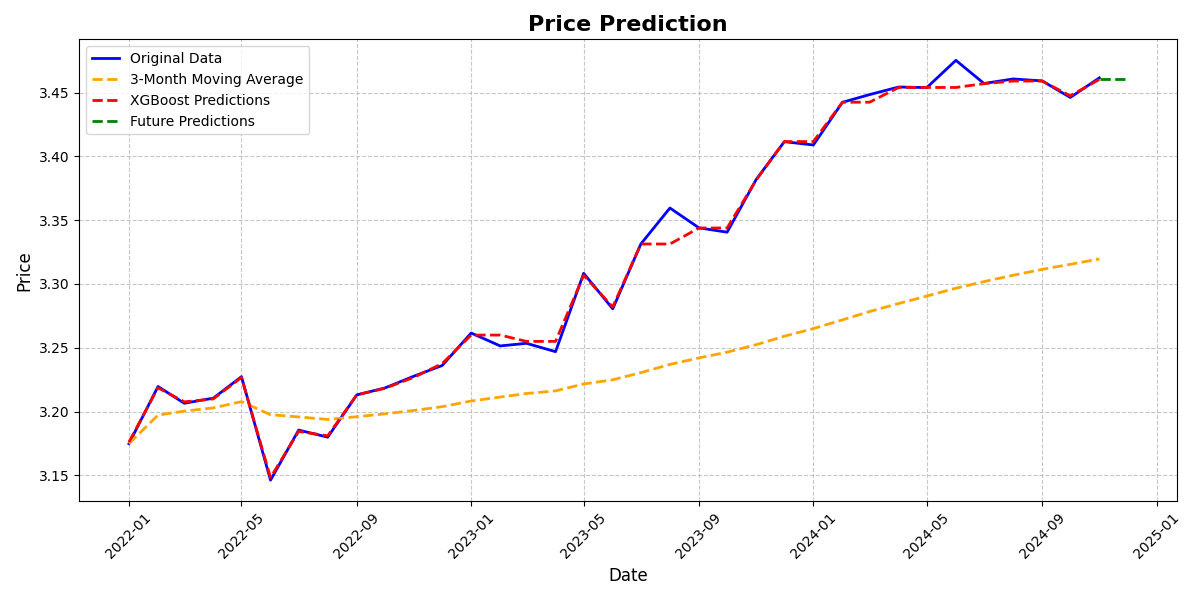 Price Prediction
Original Data
3-Month Moving Average
XGBoost Predictions
Future Predictions
Price
3.45
3.40
3.35
3.30
3.25
3.20
3.15
2022-01
2022-05
2022-09
2023-01
2023-05
2023-09
2024-01
2024-05
2024-09
2025-01
Date